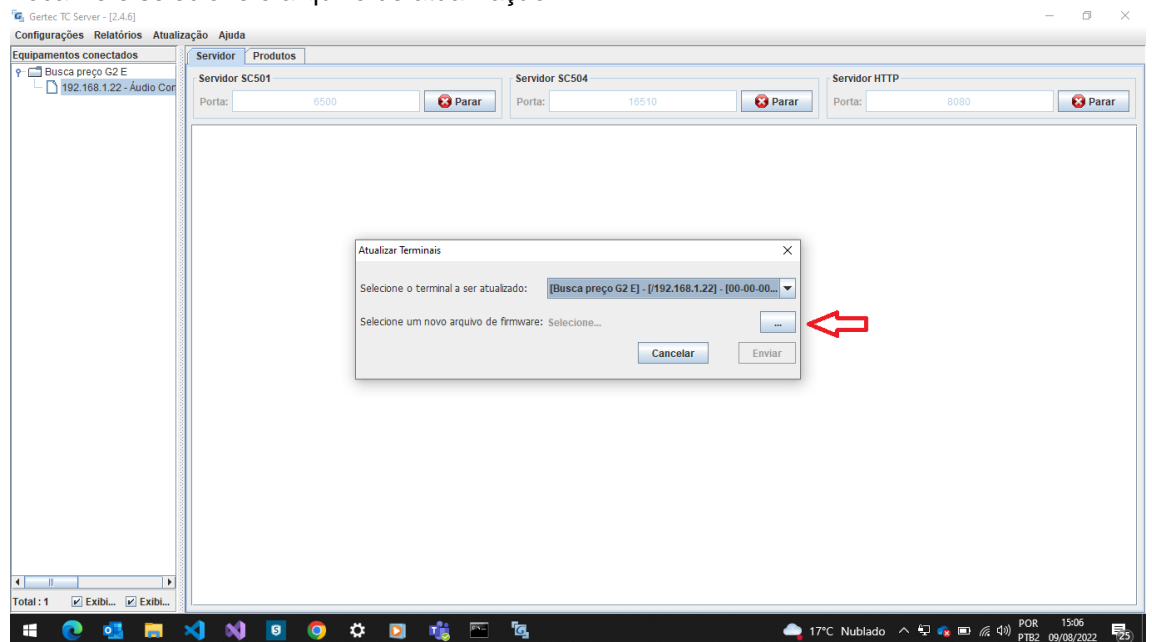 Gertec TC Server - [2.4.6]
Configurações Relatórios Atualização Ajuda
Equipamentos conectados
Busca preço G2 E
192.168.1.22 - Áudio Cor
Servidor Produtos
Servidor SC501
Porta: 6500 Parar
Servidor SC504
Porta: 16510 Parar
Servidor HTTP
Porta: 8080 Parar
Atualizar Terminais
Selecione o terminal a ser atualizado: [Busca preço G2 E] - [/192.168.1.22] - [00-00-00...
Selecione um novo arquivo de firmware: Selecione... ...
Cancelar Enviar
Total : 1 Exibi... Exibi...
17°C Nublado
POR 15:06
PTB2 09/08/2022
25